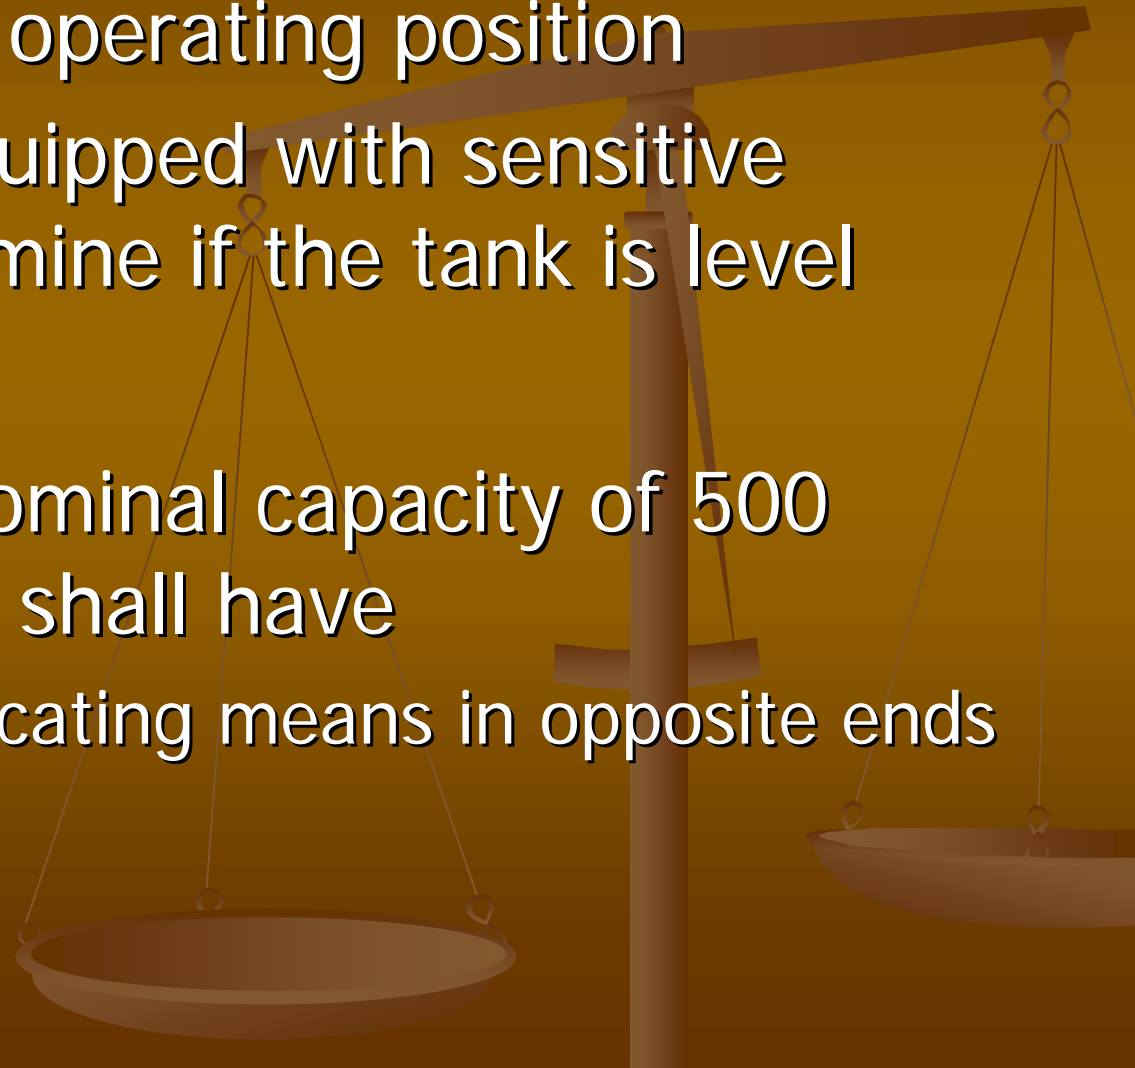 operating position
uipped with sensitive
mine if the tank is level
ominal capacity of 500
shall have
cating means in opposite ends